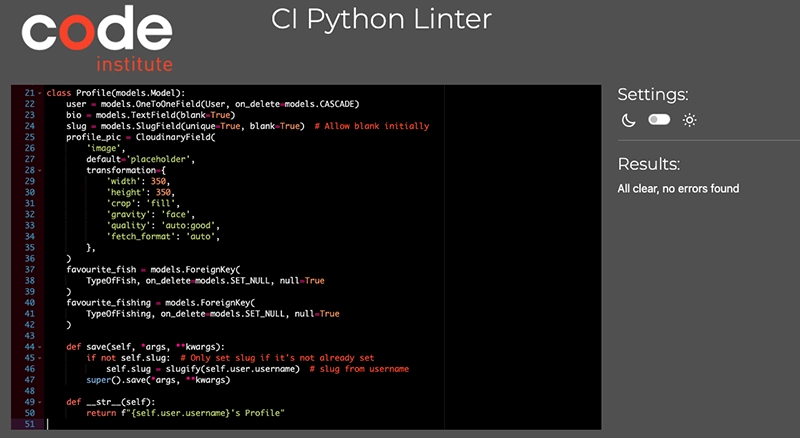 code
institute
CI Python Linter
21 class Profile(models.Model):
22     user = models.OneToOneField(User, on_delete=models.CASCADE)
23     bio = models.TextField(blank=True)
24     slug = models.SlugField(unique=True, blank=True)  # Allow blank initially
25     profile_pic = CloudinaryField(
26         'image',
27         default='placeholder',
28         transformation={
29             'width': 350,
30             'height': 350,
31             'crop': 'fill',
32             'gravity': 'face',
33             'quality': 'auto:good',
34             'fetch_format': 'auto',
35         },
36     )
37     favourite_fish = models.ForeignKey(
38         TypeOfFish, on_delete=models.SET_NULL, null=True
39     )
40     favourite_fishing = models.ForeignKey(
41         TypeOfFishing, on_delete=models.SET_NULL, null=True
42     )
43
44     def save(self, *args, **kwargs):
45         if not self.slug:  # Only set slug if it's not already set
46             self.slug = slugify(self.user.username)  # slug from username
47         super().save(*args, **kwargs)
48
49     def __str__(self):
50         return f"{self.user.username}'s Profile"
51
Settings:
Results:
All clear, no errors found